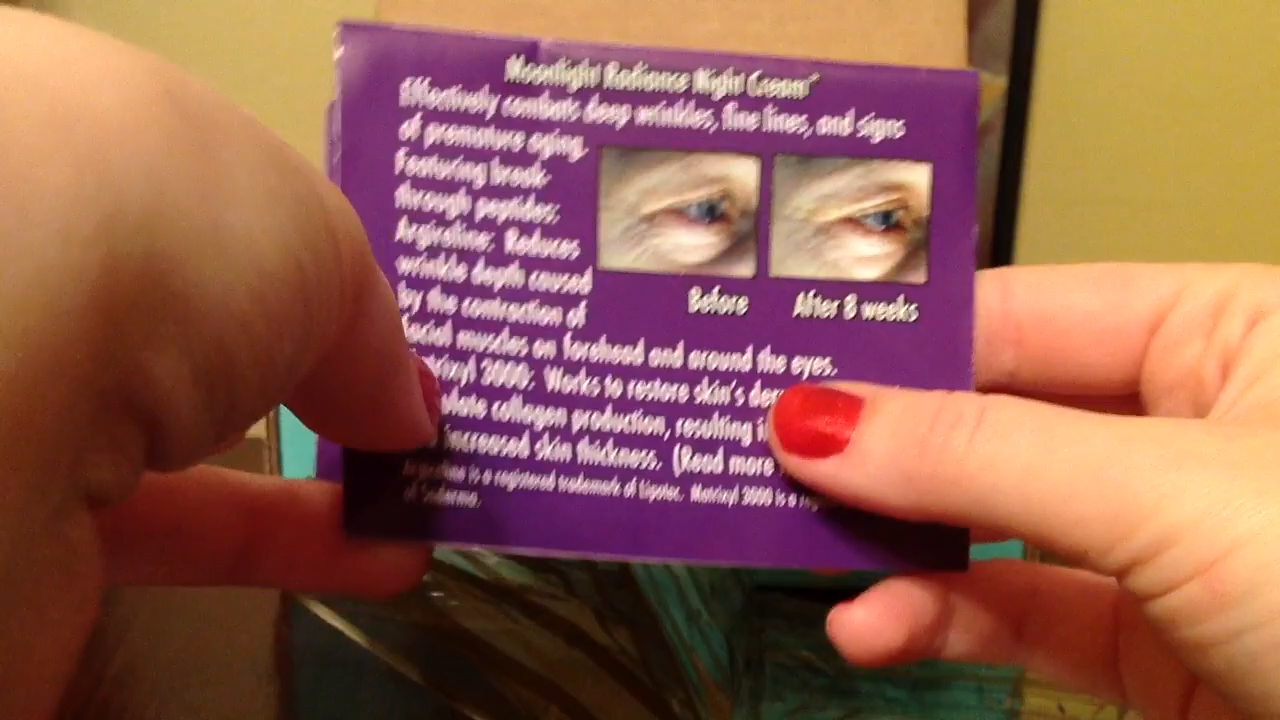 Moonlight Radiance Night Cream™
Effectively combats deep wrinkles, fine lines, and signs
of premature aging.
Featuring break-
through peptides:
Argireline: Reduces
wrinkle depth caused
by the contraction of
facial muscles on forehead and around the eyes.
3000: Works to restore skin's
collagen production, resulting
increased skin thickness. (Read more
Argireline is a registered trademark of Lipotec. Matrixyl 3000 is a
of Sederma.
Before
After 8 weeks